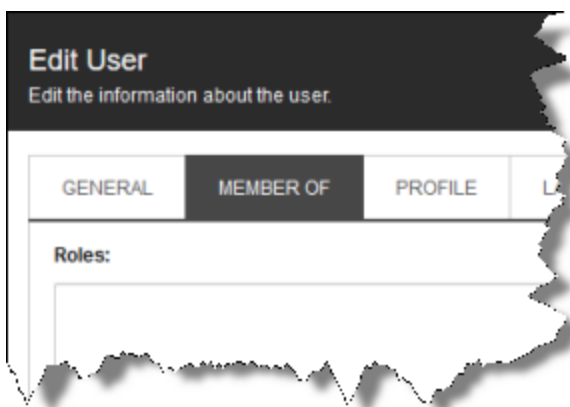 Edit User
Edit the information about the user.
GENERAL MEMBER OF PROFILE
Roles: